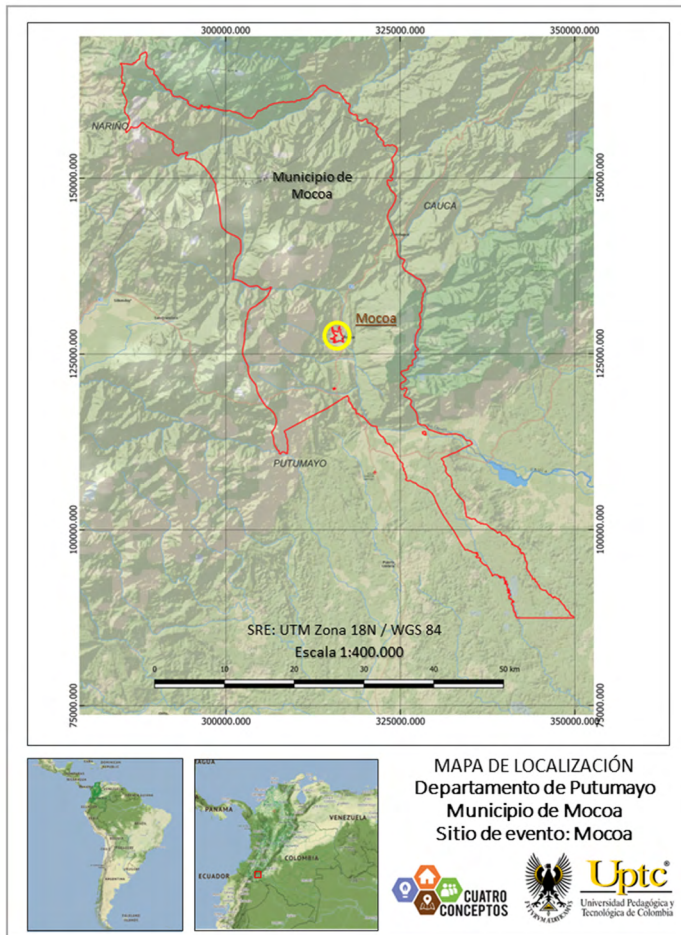 300000.000 325000.000 350000.000
NARIÑO
150000.000 150000.000
Municipio de
Mocoa
CAUCA
Mocoa
125000.000 125000.000
PUTUMAYO
100000.000 100000.000
SRE: UTM Zona 18N / WGS 84
Escala 1:400.000
0 10 20 30 40 50 km
75000.000 75000.000
300000.000 325000.000 350000.000
PANAMA
VENEZUELA
COLOMBIA
ECUADOR
MAPA DE LOCALIZACIÓN
Departamento de Putumayo
Municipio de Mocoa
Sitio de evento: Mocoa
CUATRO
CONCEPTOS
Uptc®
Universidad Pedagógica y
Tecnológica de Colombia